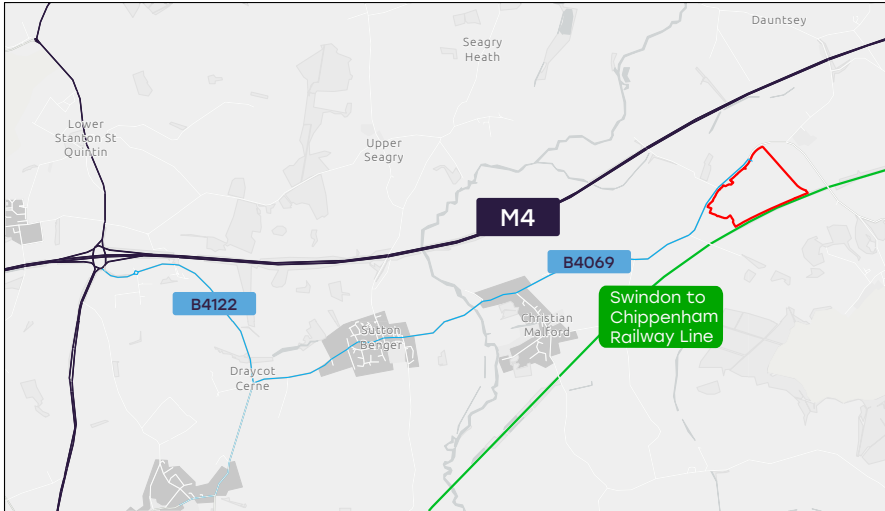 Dauntsey
Seagry
Heath
Lower
Stanton St
Quintin
Upper
Seagry
M4
B4069
B4122
Swindon to
Chippenham
Railway Line
Christian
Malford
Sutton
Benger
Draycot
Cerne